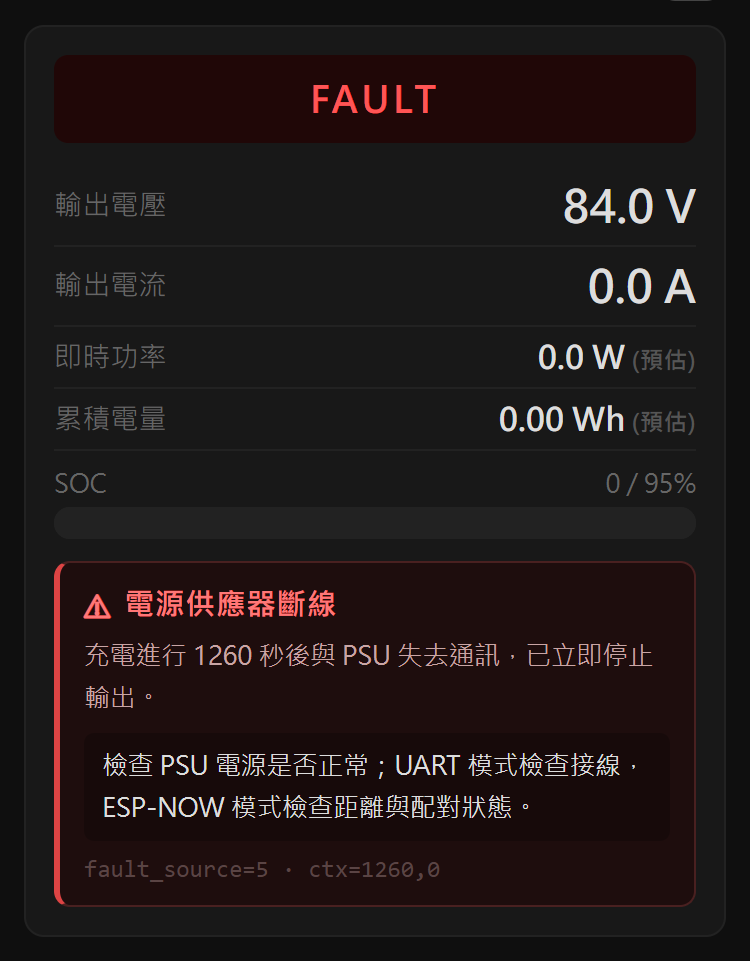 FAULT
輸出電壓 84.0 V
輸出電流 0.0 A
即時功率 0.0 W (預估)
累積電量 0.00 Wh (預估)
SOC 0 / 95%
⚠ 電源供應器斷線
充電進行 1260 秒後與 PSU 失去通訊，已立即停止
輸出。
檢查 PSU 電源是否正常；UART 模式檢查接線，
ESP-NOW 模式檢查距離與配對狀態。
fault_source=5 · ctx=1260,0